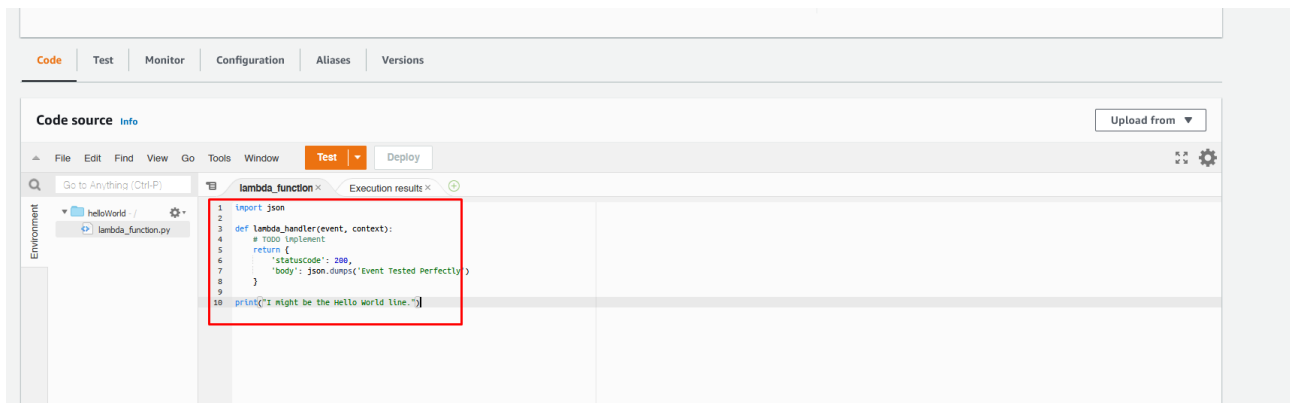 Code Test Monitor Configuration Aliases Versions
Code source Info
Upload from ▼
File Edit Find View Go Tools Window Test Deploy
Go to Anything (Ctrl-P)
lambda_function × Execution results ×
Environment
helloWorld - /
lambda_function.py
1 import json
2
3 def lambda_handler(event, context):
4 # TODO implement
5 return {
6 'statusCode': 200,
7 'body': json.dumps('Event Tested Perfectly')
8 }
9
10 print("I might be the Hello World line.")